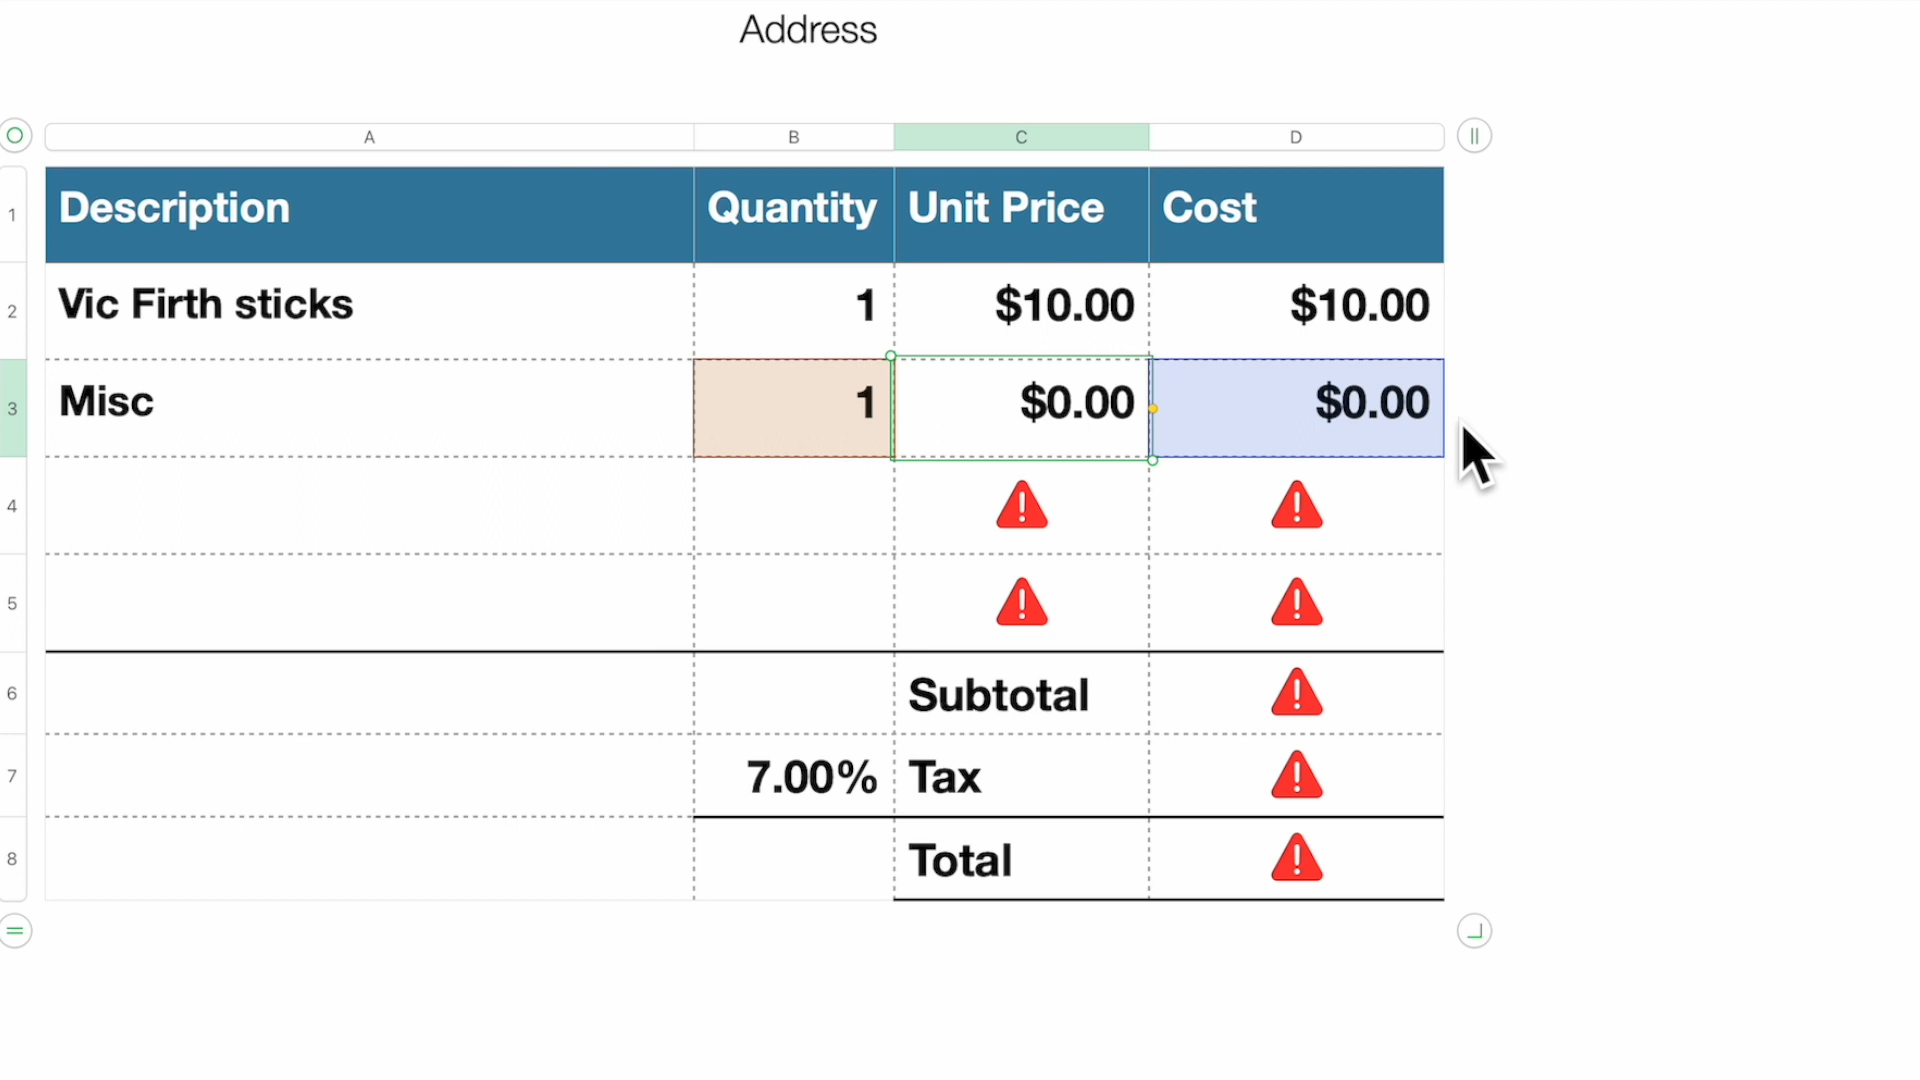 Address
A B C D
1 Description Quantity Unit Price Cost
2 Vic Firth sticks 1 $10.00 $10.00
3 Misc 1 $0.00 $0.00
4
5
6 Subtotal
7 7.00% Tax
8 Total